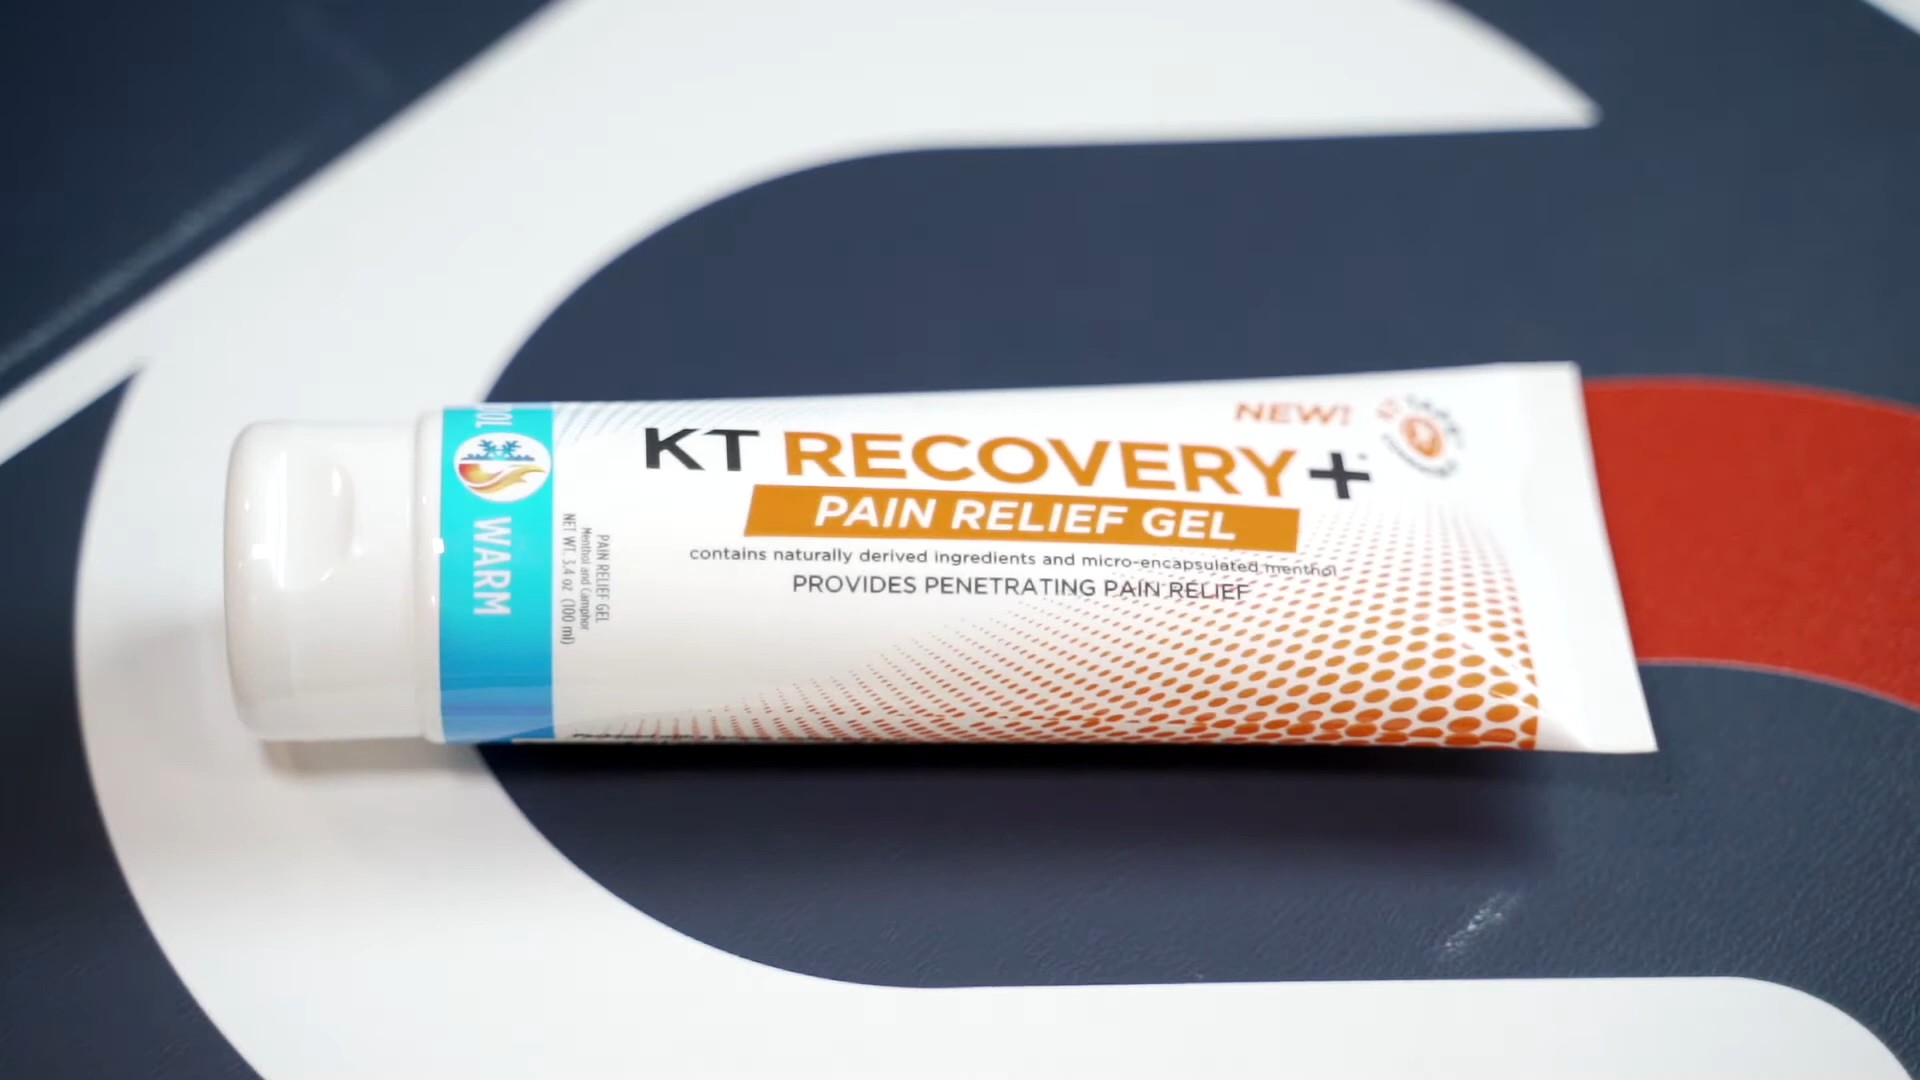 NEW!
KT RECOVERY+
PAIN RELIEF GEL
contains naturally derived ingredients and micro-encapsulated menthol
PROVIDES PENETRATING PAIN RELIEF
WARM
PAIN RELIEF GEL
Menthol and Camphor
NET WT. 3.4 oz (100 ml)